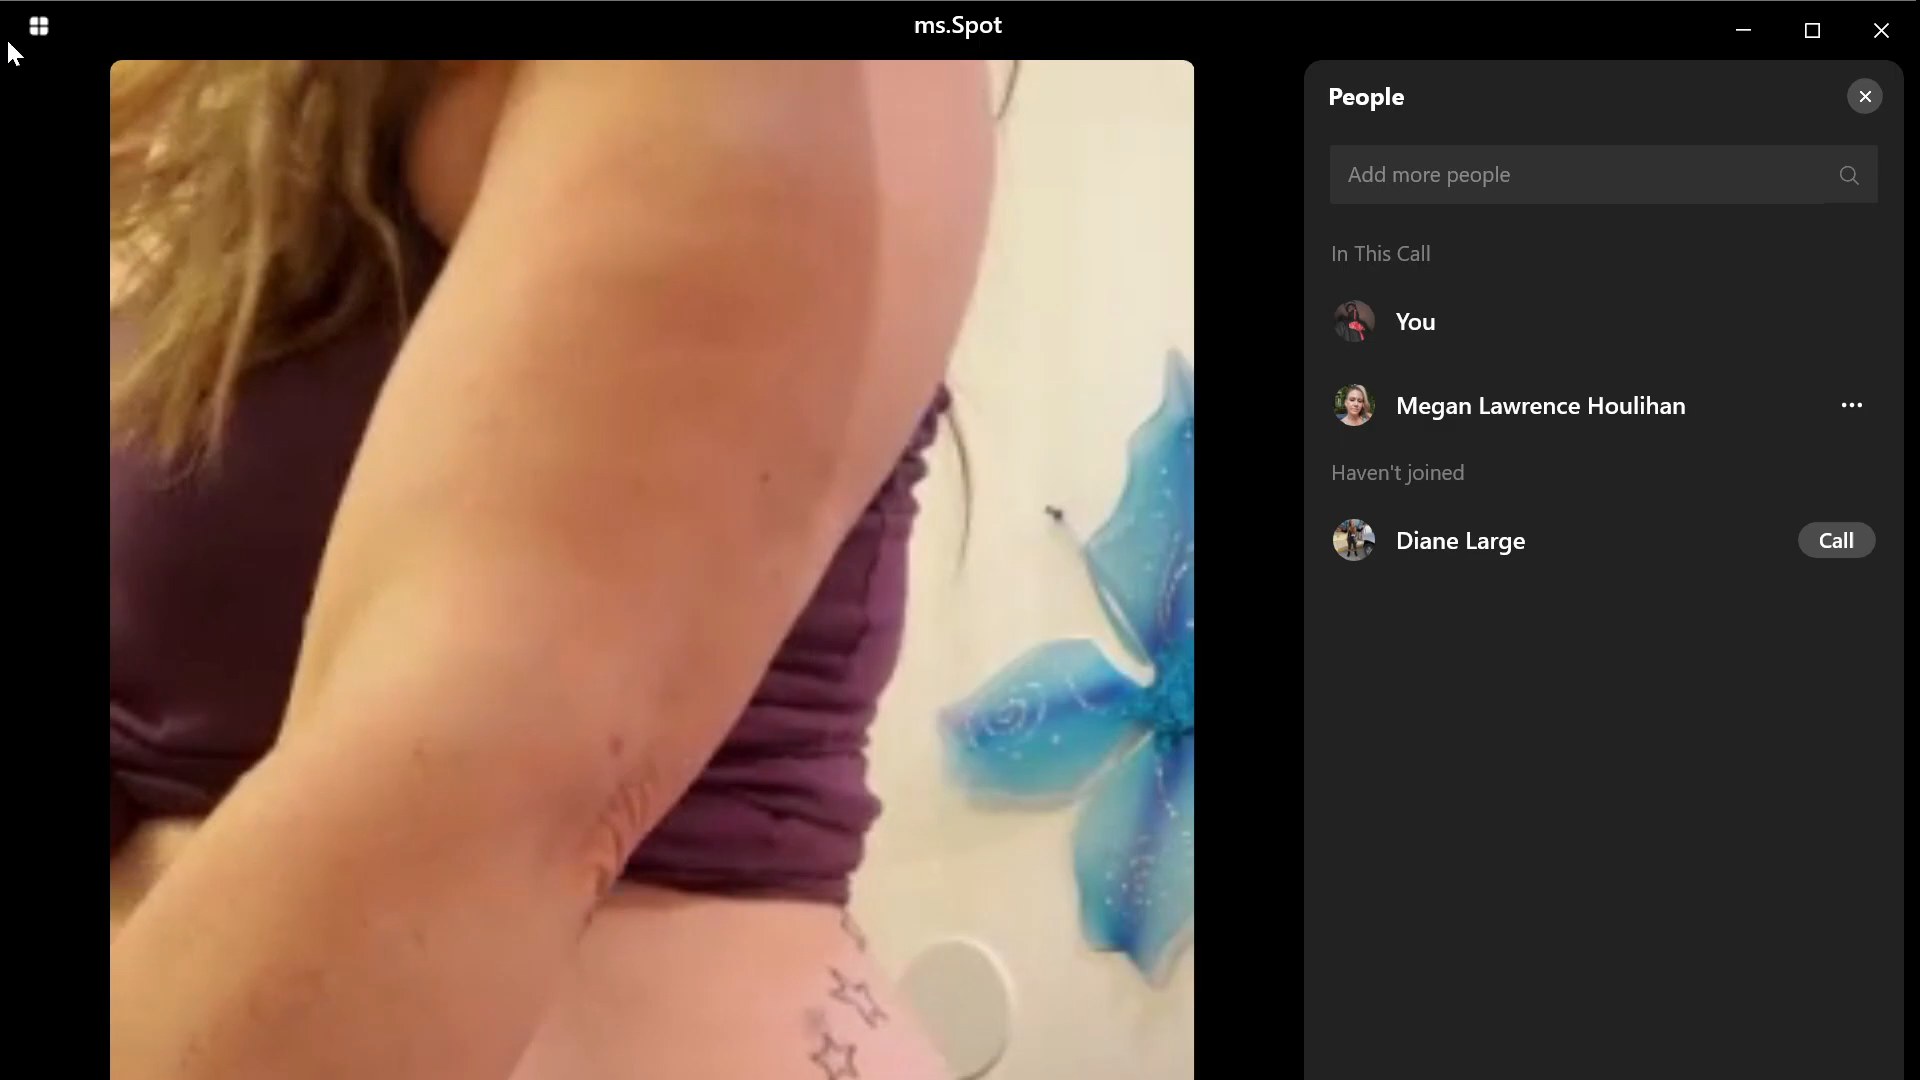 ms.Spot
People
Add more people
In This Call
You
Megan Lawrence Houlihan
Haven't joined
Diane Large
Call